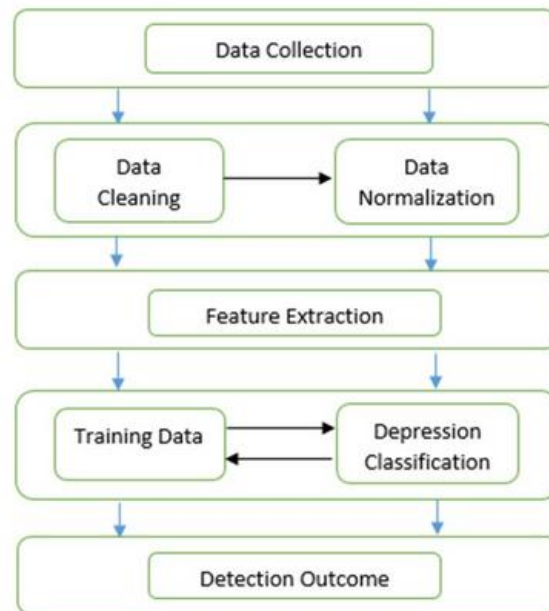 Data Collection
Data
Cleaning
Data
Normalization
Feature Extraction
Training Data
Depression
Classification
Detection Outcome